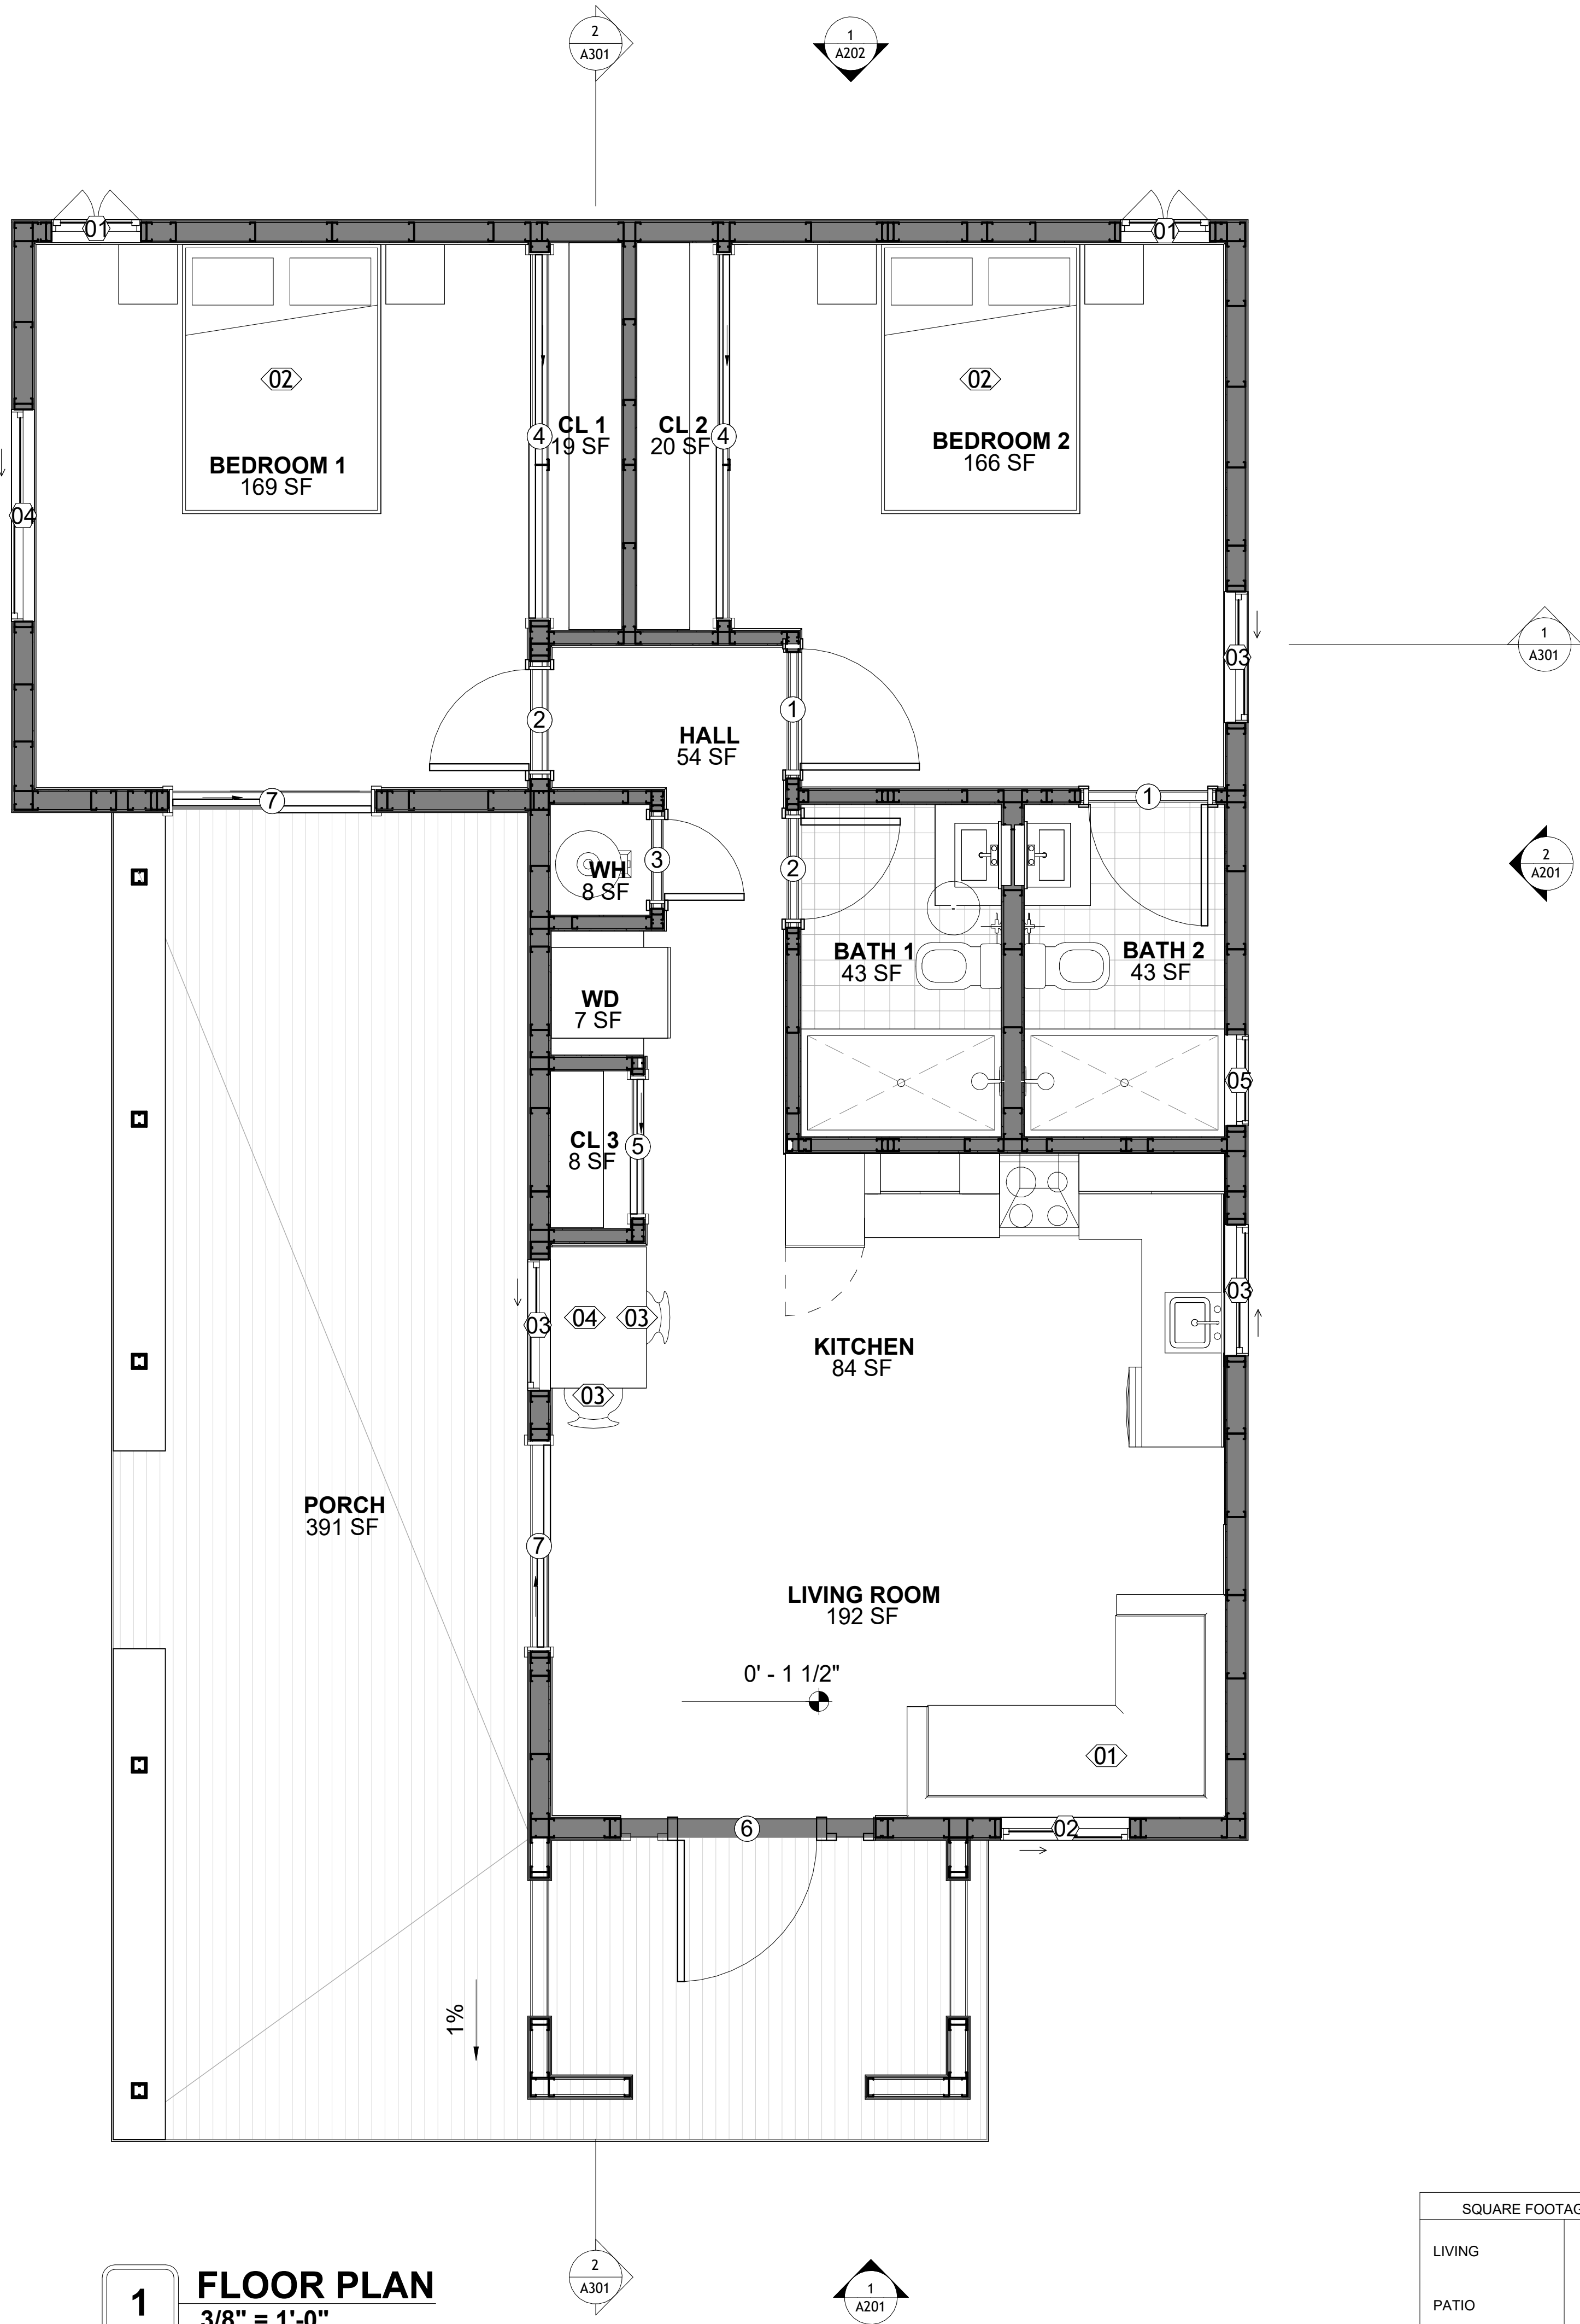 2
A301
1
A202
01
01
02
02
CL 1
19 SF
CL 2
20 SF
4
4
BEDROOM 1
169 SF
BEDROOM 2
166 SF
04
03
1
A301
2
1
HALL
54 SF
7
1
WH
8 SF
3
2
2
A201
BATH 1
43 SF
BATH 2
43 SF
WD
7 SF
05
CL 3
8 SF
5
03
03
04
03
KITCHEN
84 SF
03
PORCH
391 SF
7
LIVING ROOM
192 SF
0' - 1 1/2"
01
6
02
1%
SQUARE FOOTAG
LIVING
PATIO
2
A301
1
A201
1
FLOOR PLAN
3/8" = 1'-0"